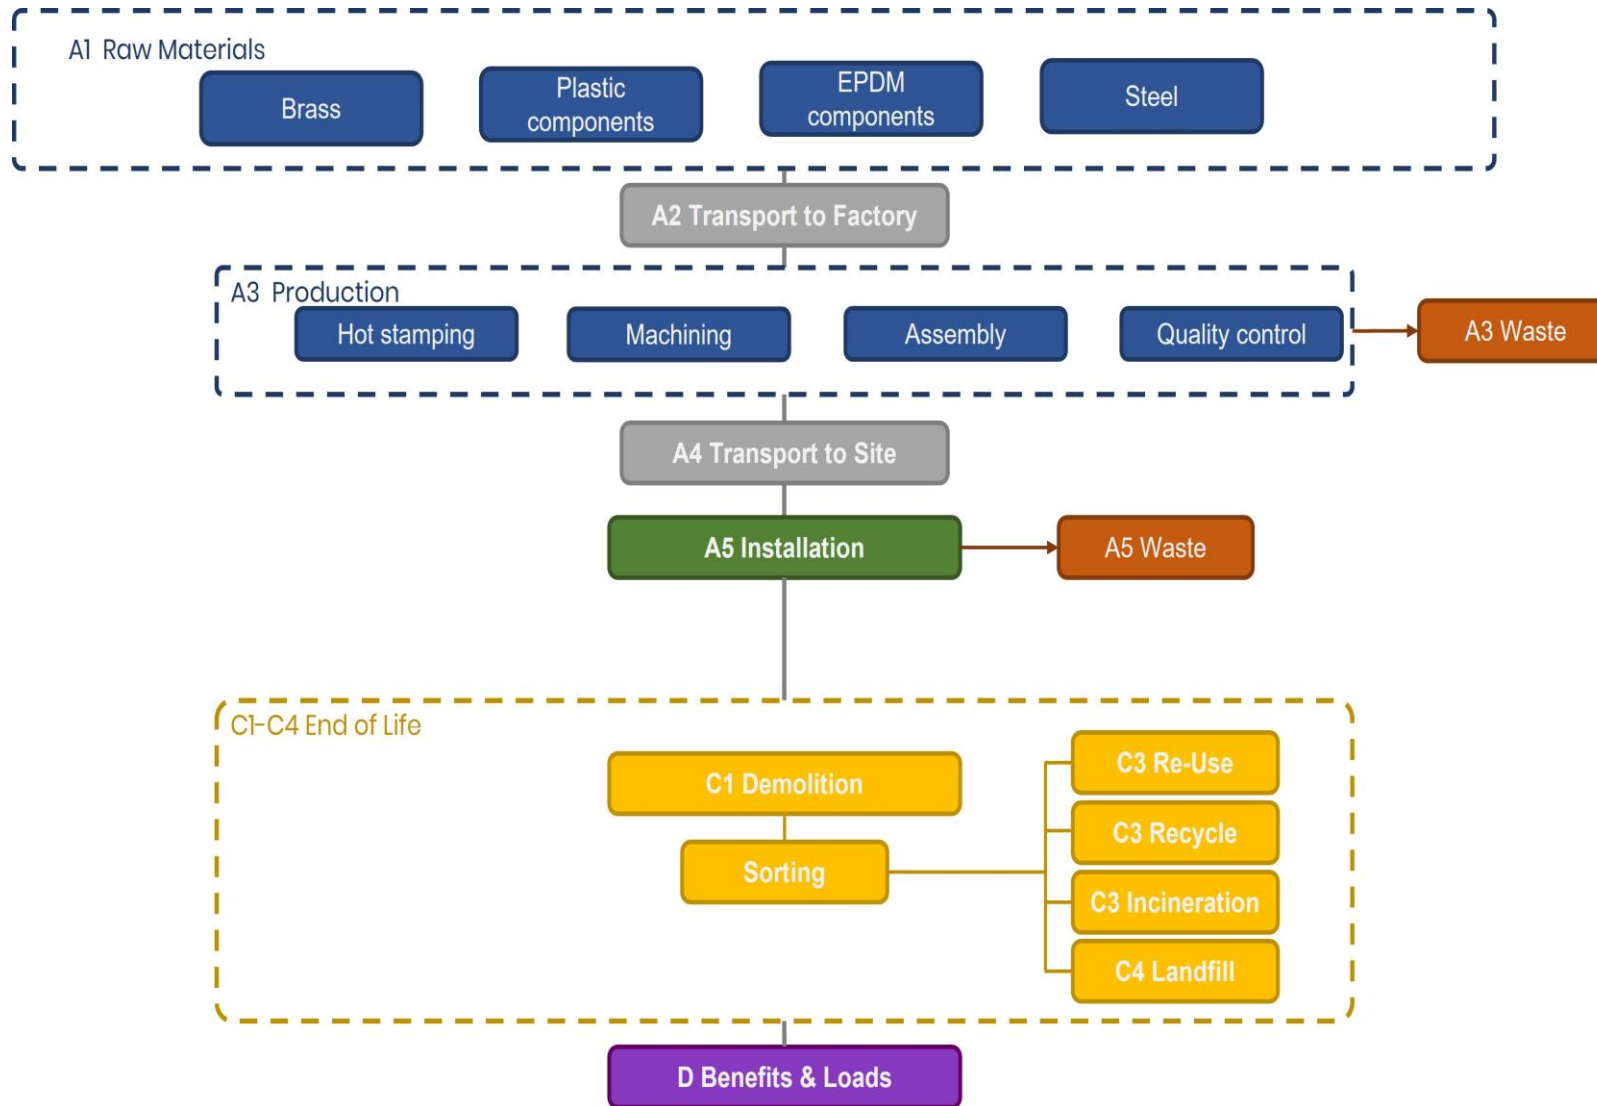 A1 Raw Materials
Brass
Plastic
components
EPDM
components
Steel
A2 Transport to Factory
A3 Production
Hot stamping
Machining
Assembly
Quality control
A3 Waste
A4 Transport to Site
A5 Installation
A5 Waste
C1-C4 End of Life
C1 Demolition
Sorting
C3 Re-Use
C3 Recycle
C3 Incineration
C4 Landfill
D Benefits & Loads